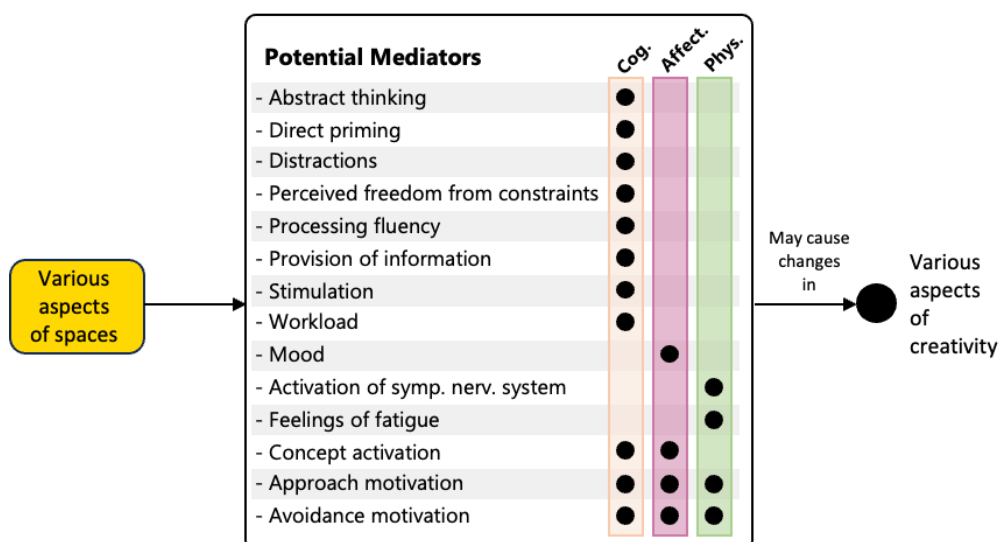 Potential Mediators
Cog.
Affect.
Phys.
- Abstract thinking
- Direct priming
- Distractions
- Perceived freedom from constraints
- Processing fluency
- Provision of information
- Stimulation
- Workload
- Mood
- Activation of symp. nerv. system
- Feelings of fatigue
- Concept activation
- Approach motivation
- Avoidance motivation
Various
aspects
of spaces
May cause
changes
in
Various
aspects
of
creativity